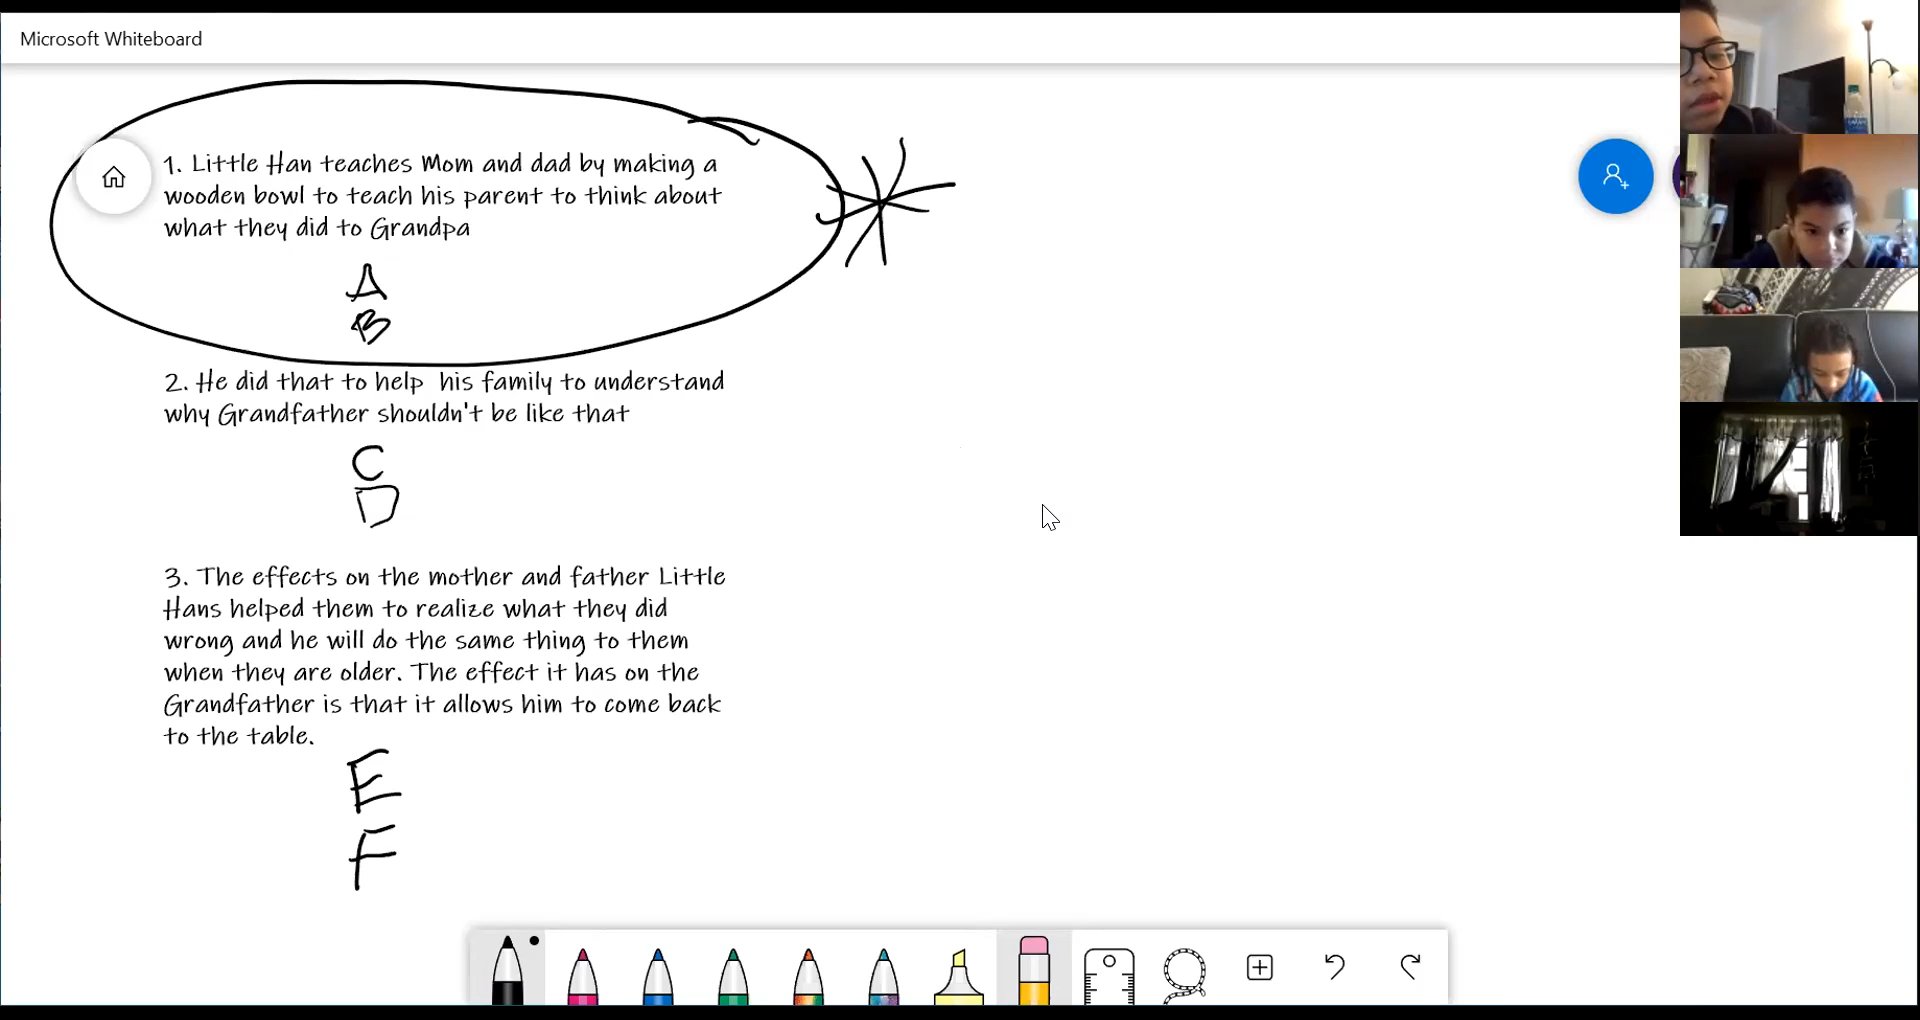 Microsoft Whiteboard
1. Little Han teaches Mom and dad by making a
wooden bowl to teach his parent to think about
what they did to Grandpa
A
B
2. He did that to help his family to understand
why Grandfather shouldn't be like that
C
D
3. The effects on the mother and father Little
Hans helped them to realize what they did
wrong and he will do the same thing to them
when they are older. The effect it has on the
Grandfather is that it allows him to come back
to the table.
E
F